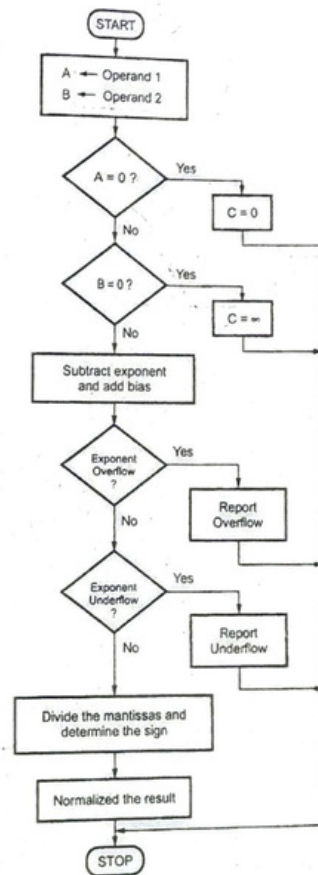 START
A ← Operand 1
B ← Operand 2
A = 0 ?
Yes
C = 0
No
B = 0 ?
Yes
C = ∞
No
Subtract exponent
and add bias
Exponent
Overflow
?
Yes
Report
Overflow
No
Exponent
Underflow
?
Yes
Report
Underflow
No
Divide the mantissas and
determine the sign
Normalized the result
STOP